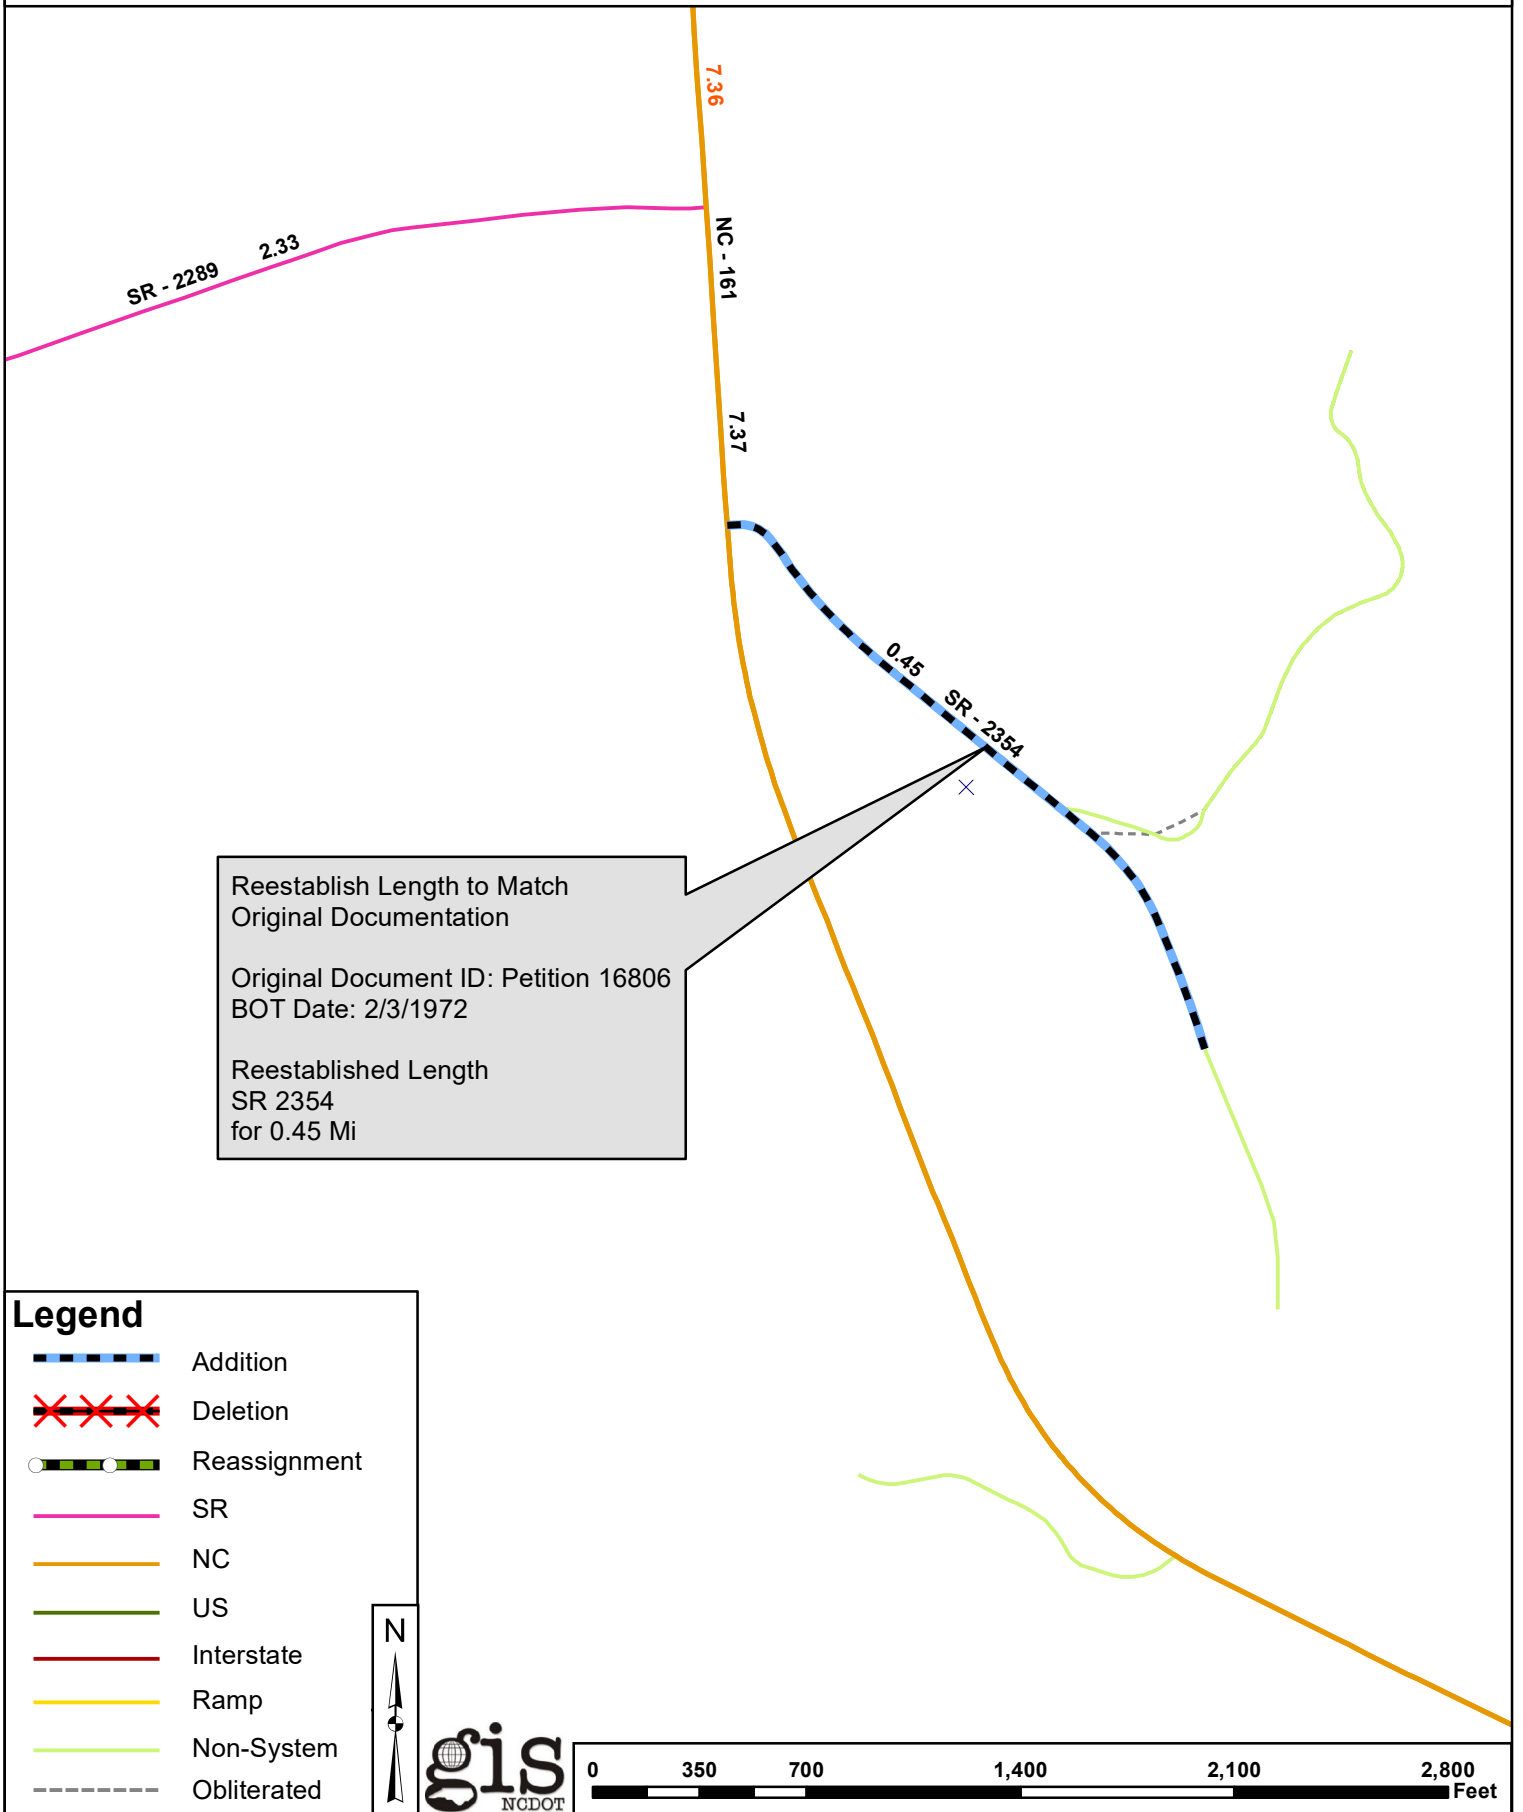 7.36
NC - 161
SR - 2289
2.33
7.37
0.45
SR - 2354
Reestablish Length to Match
Original Documentation
Original Document ID: Petition 16806
BOT Date: 2/3/1972
Reestablished Length
SR 2354
for 0.45 Mi
Legend
Addition
Deletion
Reassignment
SR
NC
US
Interstate
Ramp
Non-System
Obliterated
N
gis
NCDOT
0 350 700 1,400 2,100 2,800
Feet